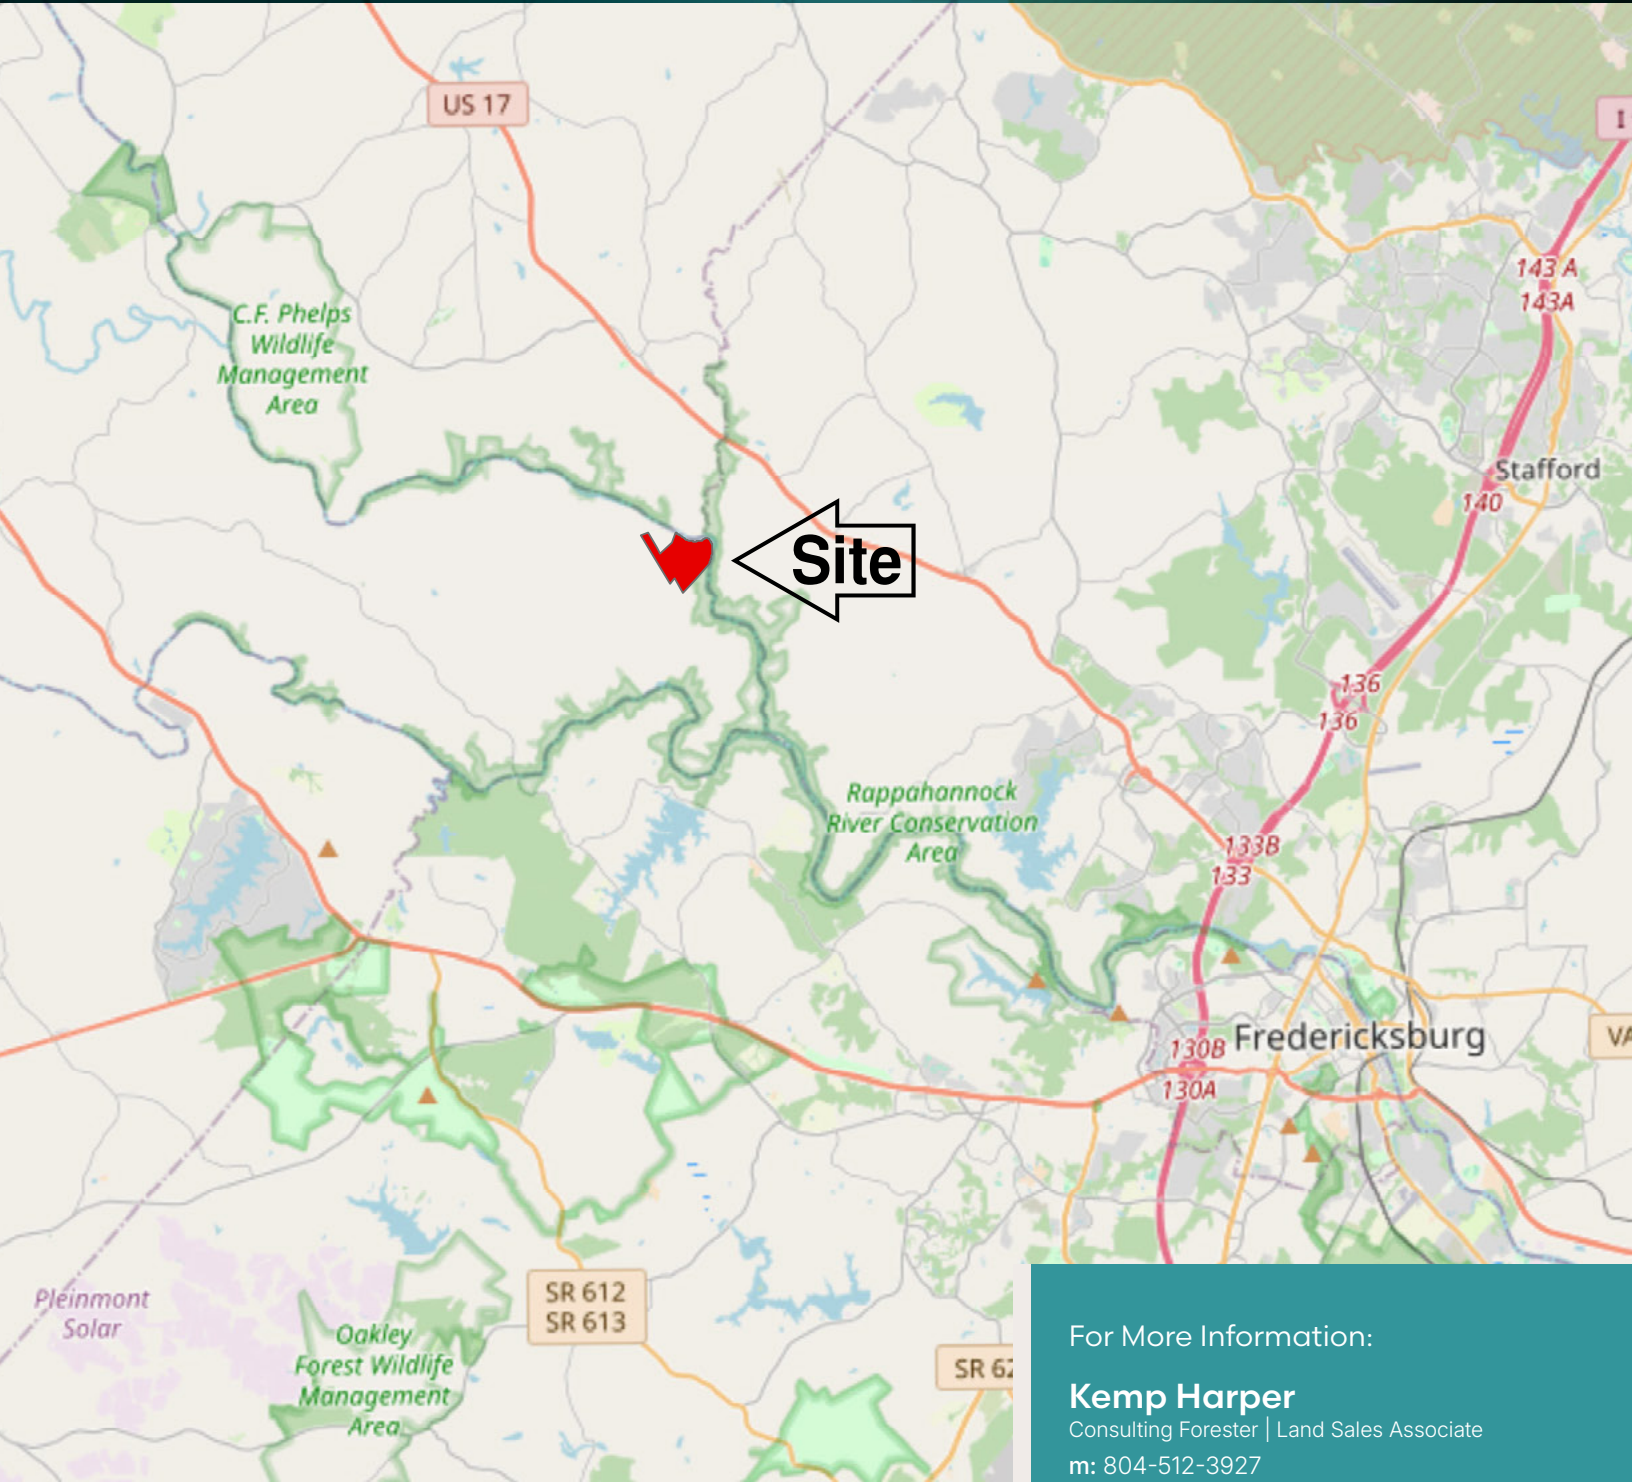 US 17
I
143 A
143A
C.F. Phelps
Wildlife
Management
Area
Stafford
140
Site
136
136
Rappahannock
River Conservation
Area
133B
133
Fredericksburg
VA
130B
130A
Pleinmont
Solar
SR 612
SR 613
Oakley
Forest Wildlife
Management
Area
SR 62
For More Information:
Kemp Harper
Consulting Forester | Land Sales Associate
m: 804-512-3927